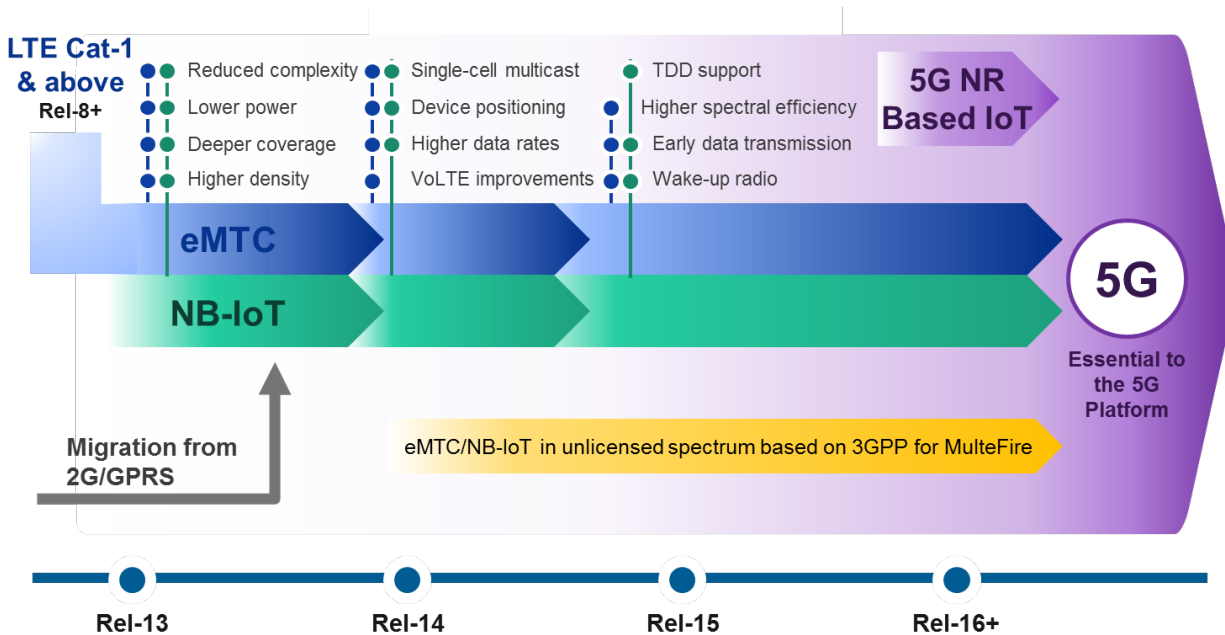 LTE Cat-1
& above
Rel-8+
Reduced complexity
Lower power
Deeper coverage
Higher density
Single-cell multicast
Device positioning
Higher data rates
VoLTE improvements
TDD support
Higher spectral efficiency
Early data transmission
Wake-up radio
5G NR
Based IoT
eMTC
NB-IoT
5G
Essential to
the 5G
Platform
Migration from
2G/GPRS
eMTC/NB-IoT in unlicensed spectrum based on 3GPP for MulteFire
Rel-13
Rel-14
Rel-15
Rel-16+